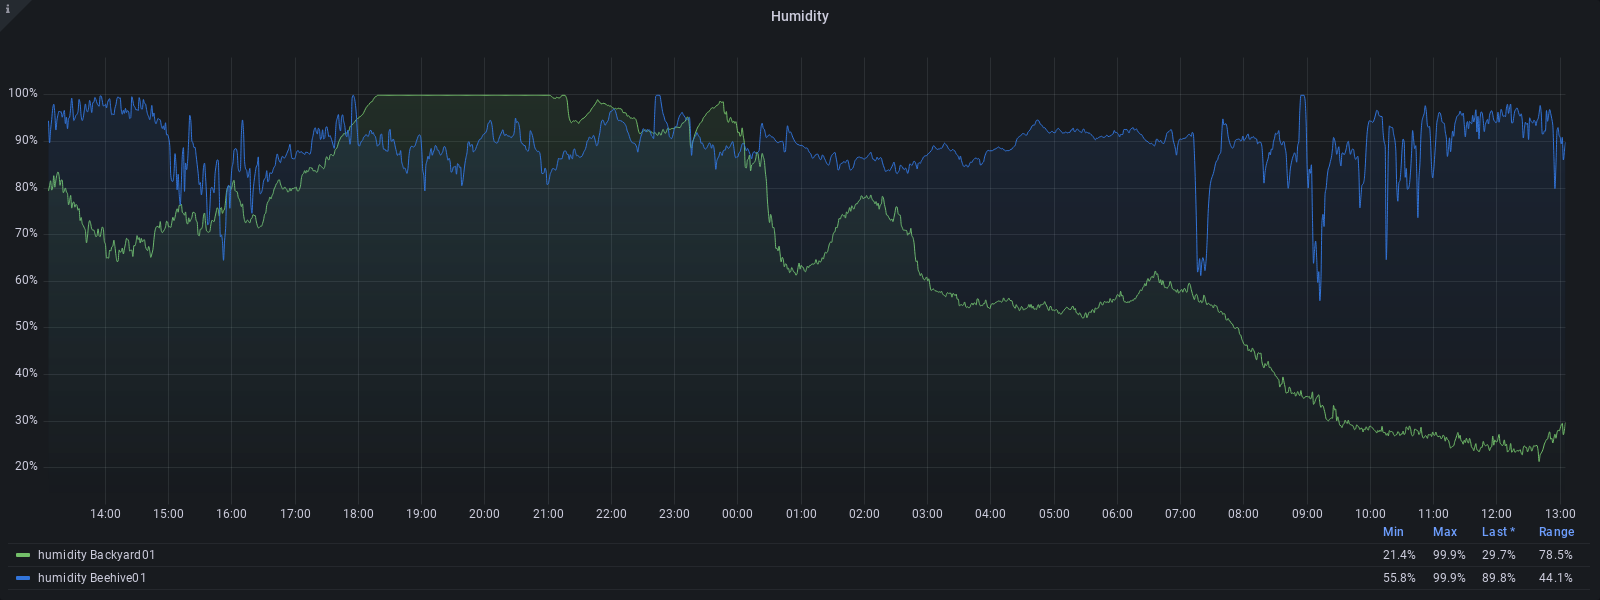 i
Humidity
100%
90%
80%
70%
60%
50%
40%
30%
20%
14:00 15:00 16:00 17:00 18:00 19:00 20:00 21:00 22:00 23:00 00:00 01:00 02:00 03:00 04:00 05:00 06:00 07:00 08:00 09:00 10:00 11:00 12:00 13:00
Min Max Last * Range
humidity Backyard01 21.4% 99.9% 29.7% 78.5%
humidity Beehive01 55.8% 99.9% 89.8% 44.1%